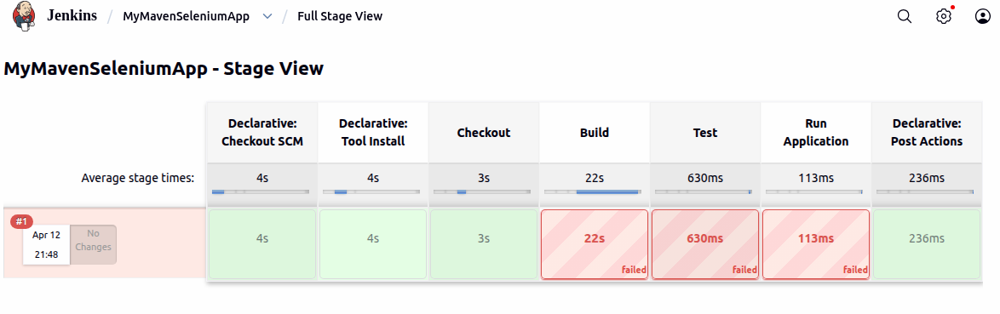 Jenkins / MyMavenSeleniumApp / Full Stage View
MyMavenSeleniumApp - Stage View
Declarative: Checkout SCM
Declarative: Tool Install
Checkout
Build
Test
Run Application
Declarative: Post Actions
Average stage times:
4s
4s
3s
22s
630ms
113ms
236ms
#1
Apr 12
21:48
No
Changes
4s
4s
3s
22s
failed
630ms
failed
113ms
failed
236ms